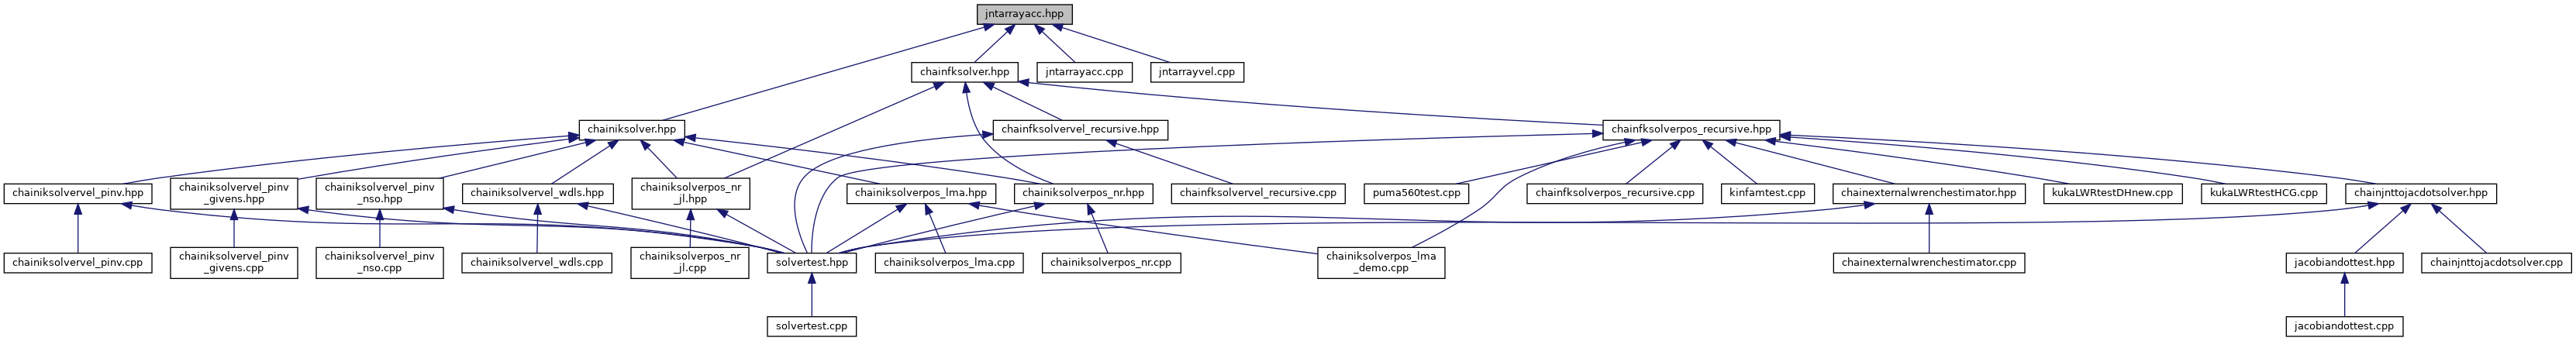 jntarrayacc.hpp
chainfksolver.hpp
jntarrayacc.cpp
jntarrayvel.cpp
chainiksolver.hpp
chainfksolvervel_recursive.hpp
chainfksolverpos_recursive.hpp
chainiksolvervel_pinv.hpp
chainiksolvervel_pinv
_givens.hpp
chainiksolvervel_pinv
_nso.hpp
chainiksolvervel_wdls.hpp
chainiksolverpos_nr
_jl.hpp
chainiksolverpos_lma.hpp
chainiksolverpos_nr.hpp
chainfksolvervel_recursive.cpp
puma560test.cpp
chainfksolverpos_recursive.cpp
kinfamtest.cpp
chainexternalwrenchestimator.hpp
kukaLWRtestDHnew.cpp
kukaLWRtestHCG.cpp
chainjnttojacdotsolver.hpp
chainiksolvervel_pinv.cpp
chainiksolvervel_pinv
_givens.cpp
chainiksolvervel_pinv
_nso.cpp
chainiksolvervel_wdls.cpp
chainiksolverpos_nr
_jl.cpp
solvertest.hpp
chainiksolverpos_lma.cpp
chainiksolverpos_nr.cpp
chainiksolverpos_lma
_demo.cpp
chainexternalwrenchestimator.cpp
jacobiandottest.hpp
chainjnttojacdotsolver.cpp
solvertest.cpp
jacobiandottest.cpp